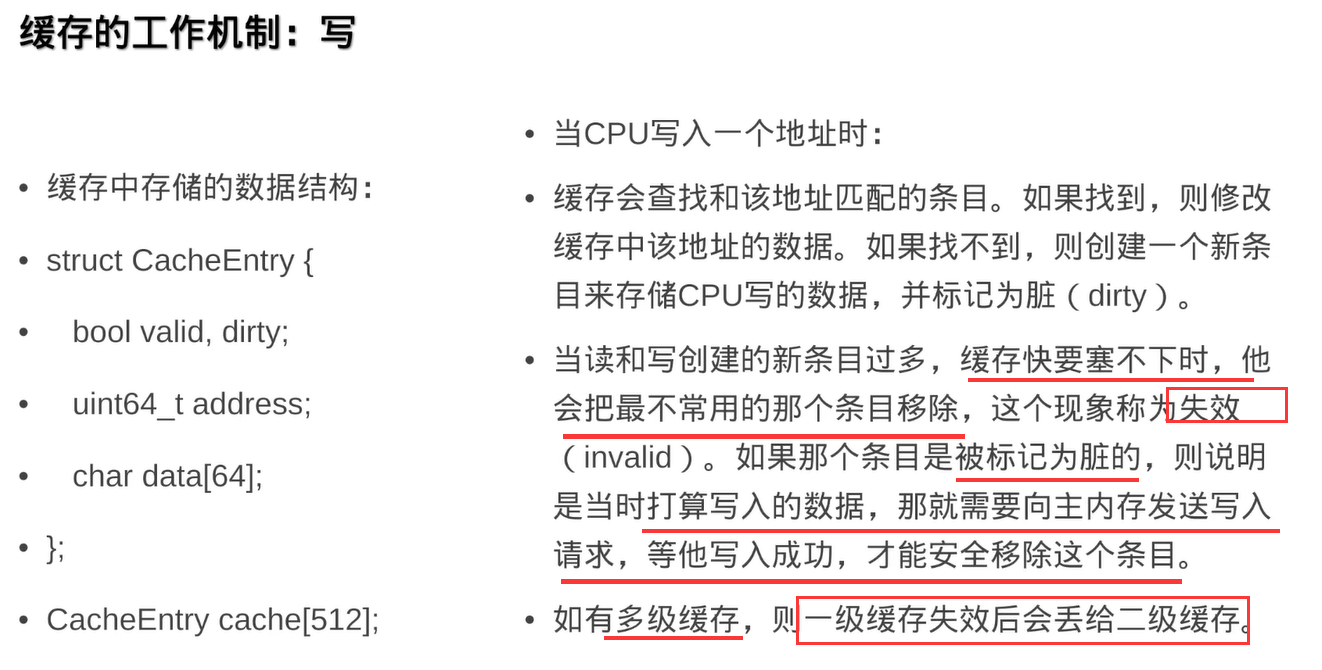 缓存的工作机制：写
• 缓存中存储的数据结构：
• struct CacheEntry {
• bool valid, dirty;
• uint64_t address;
• char data[64];
• };
• CacheEntry cache[512];
• 当CPU写入一个地址时：
• 缓存会查找和该地址匹配的条目。如果找到，则修改
缓存中该地址的数据。如果找不到，则创建一个新条
目来存储CPU写的数据，并标记为脏（dirty）。
• 当读和写创建的新条目过多，缓存快要塞不下时，他
会把最不常用的那个条目移除，这个现象称为失效
（invalid）。如果那个条目是被标记为脏的，则说明
是当时打算写入的数据，那就需要向主内存发送写入
请求，等他写入成功，才能安全移除这个条目。
• 如有多级缓存，则一级缓存失效后会丢给二级缓存。